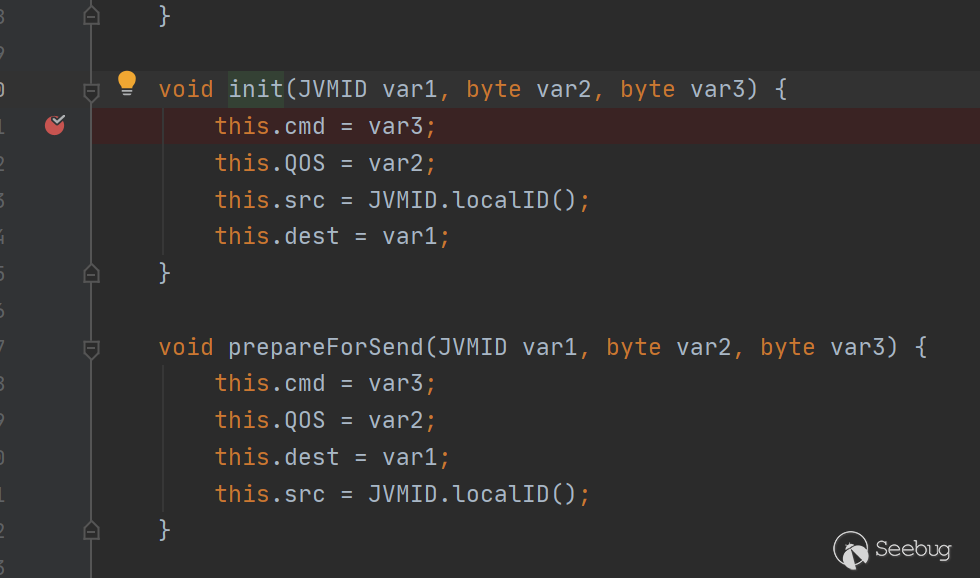 }
void init(JVMID var1, byte var2, byte var3) {
this.cmd = var3;
this.QOS = var2;
this.src = JVMID.localID();
this.dest = var1;
}
void prepareForSend(JVMID var1, byte var2, byte var3) {
this.cmd = var3;
this.QOS = var2;
this.dest = var1;
this.src = JVMID.localID();
}
Seebug